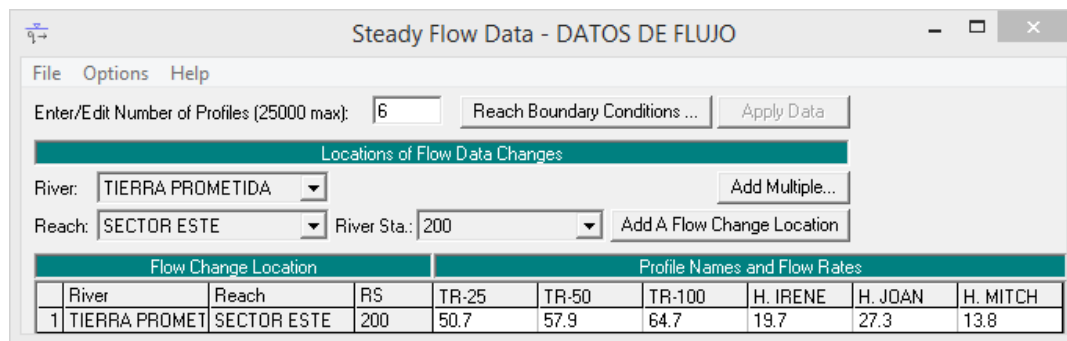 Steady Flow Data - DATOS DE FLUJO
File Options Help
Enter/Edit Number of Profiles (25000 max): 6 Reach Boundary Conditions ... Apply Data
Locations of Flow Data Changes
River: TIERRA PROMETIDA Add Multiple...
Reach: SECTOR ESTE River Sta.: 200 Add A Flow Change Location
Flow Change Location Profile Names and Flow Rates
River Reach RS TR-25 TR-50 TR-100 H. IRENE H. JOAN H. MITCH
1 TIERRA PROMET SECTOR ESTE 200 50.7 57.9 64.7 19.7 27.3 13.8